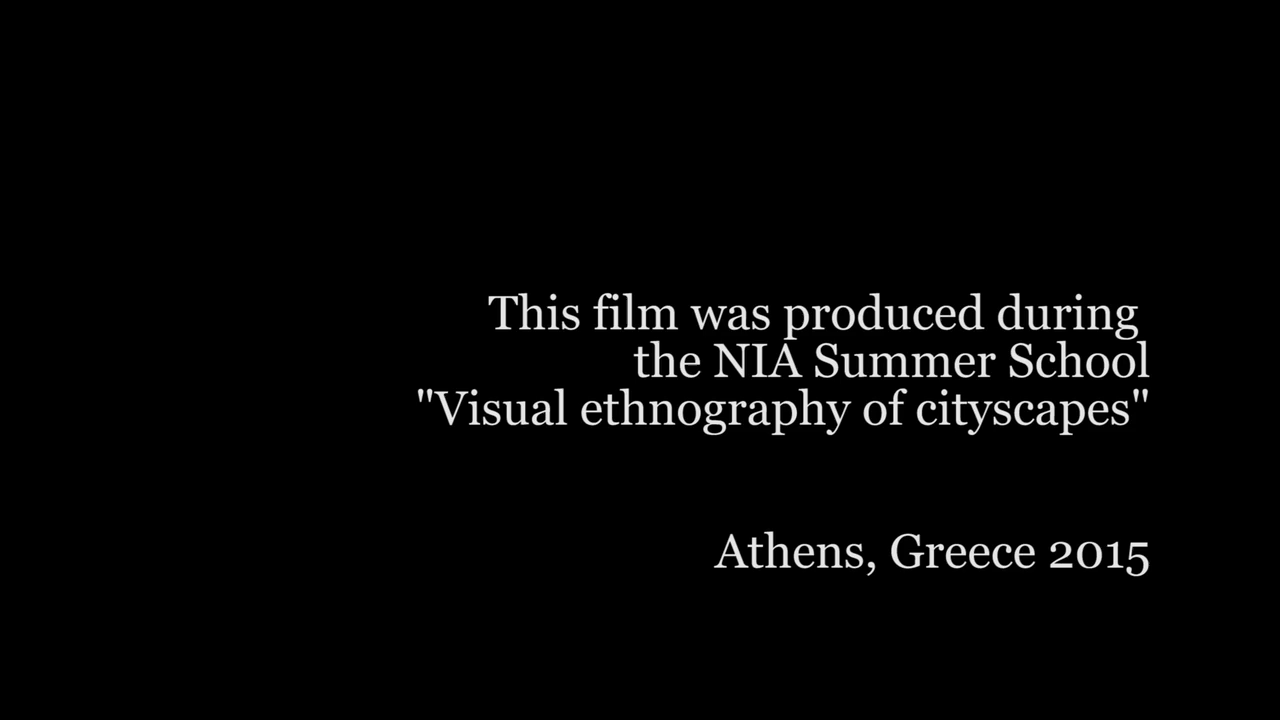 This film was produced during
the NIA Summer School
"Visual ethnography of cityscapes"
Athens, Greece 2015